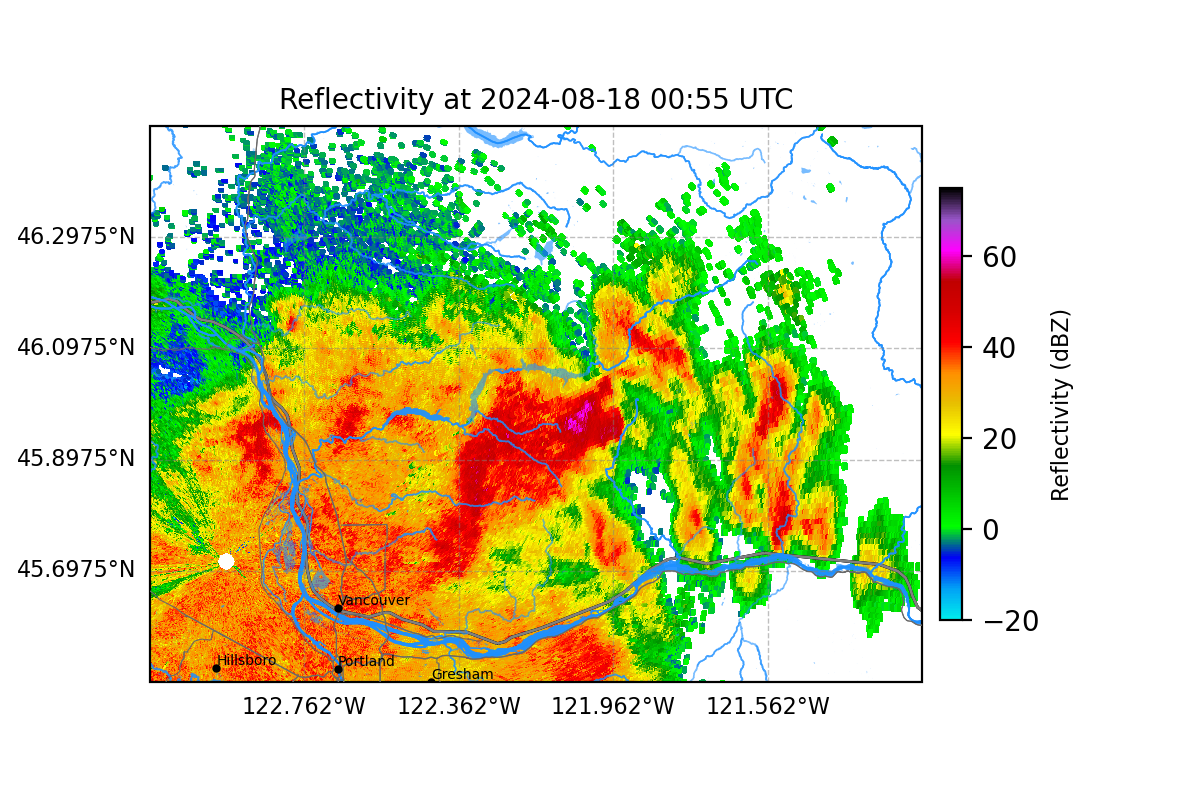 Reflectivity at 2024-08-18 00:55 UTC
46.2975°N
46.0975°N
45.8975°N
45.6975°N
122.762°W
122.362°W
121.962°W
121.562°W
Vancouver
Hillsboro
Portland
Gresham
60
40
20
0
−20
Reflectivity (dBZ)